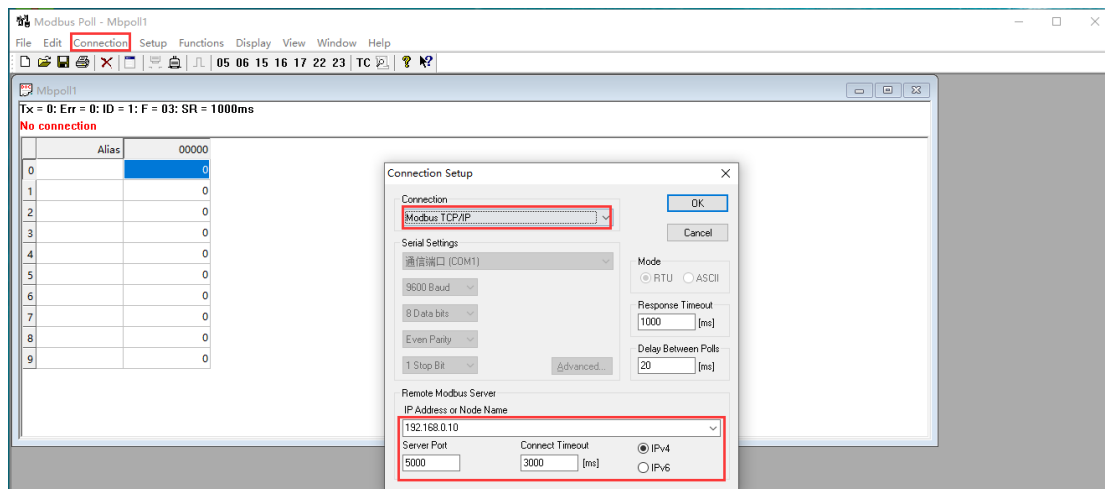 Modbus Poll - Mbpoll1
File Edit Connection Setup Functions Display View Window Help
05 06 15 16 17 22 23 TC
Mbpoll1
Tx = 0: Err = 0: ID = 1: F = 03: SR = 1000ms
No connection
Alias 00000
0 0
1 0
2 0
3 0
4 0
5 0
6 0
7 0
8 0
9 0
Connection Setup
Connection
Modbus TCP/IP
OK
Cancel
Serial Settings
通信端口 (COM1)
9600 Baud
8 Data bits
Even Parity
1 Stop Bit
Advanced...
Mode
RTU ASCII
Response Timeout
1000 [ms]
Delay Between Polls
20 [ms]
Remote Modbus Server
IP Address or Node Name
192.168.0.10
Server Port Connect Timeout
5000 3000 [ms]
IPv4
IPv6